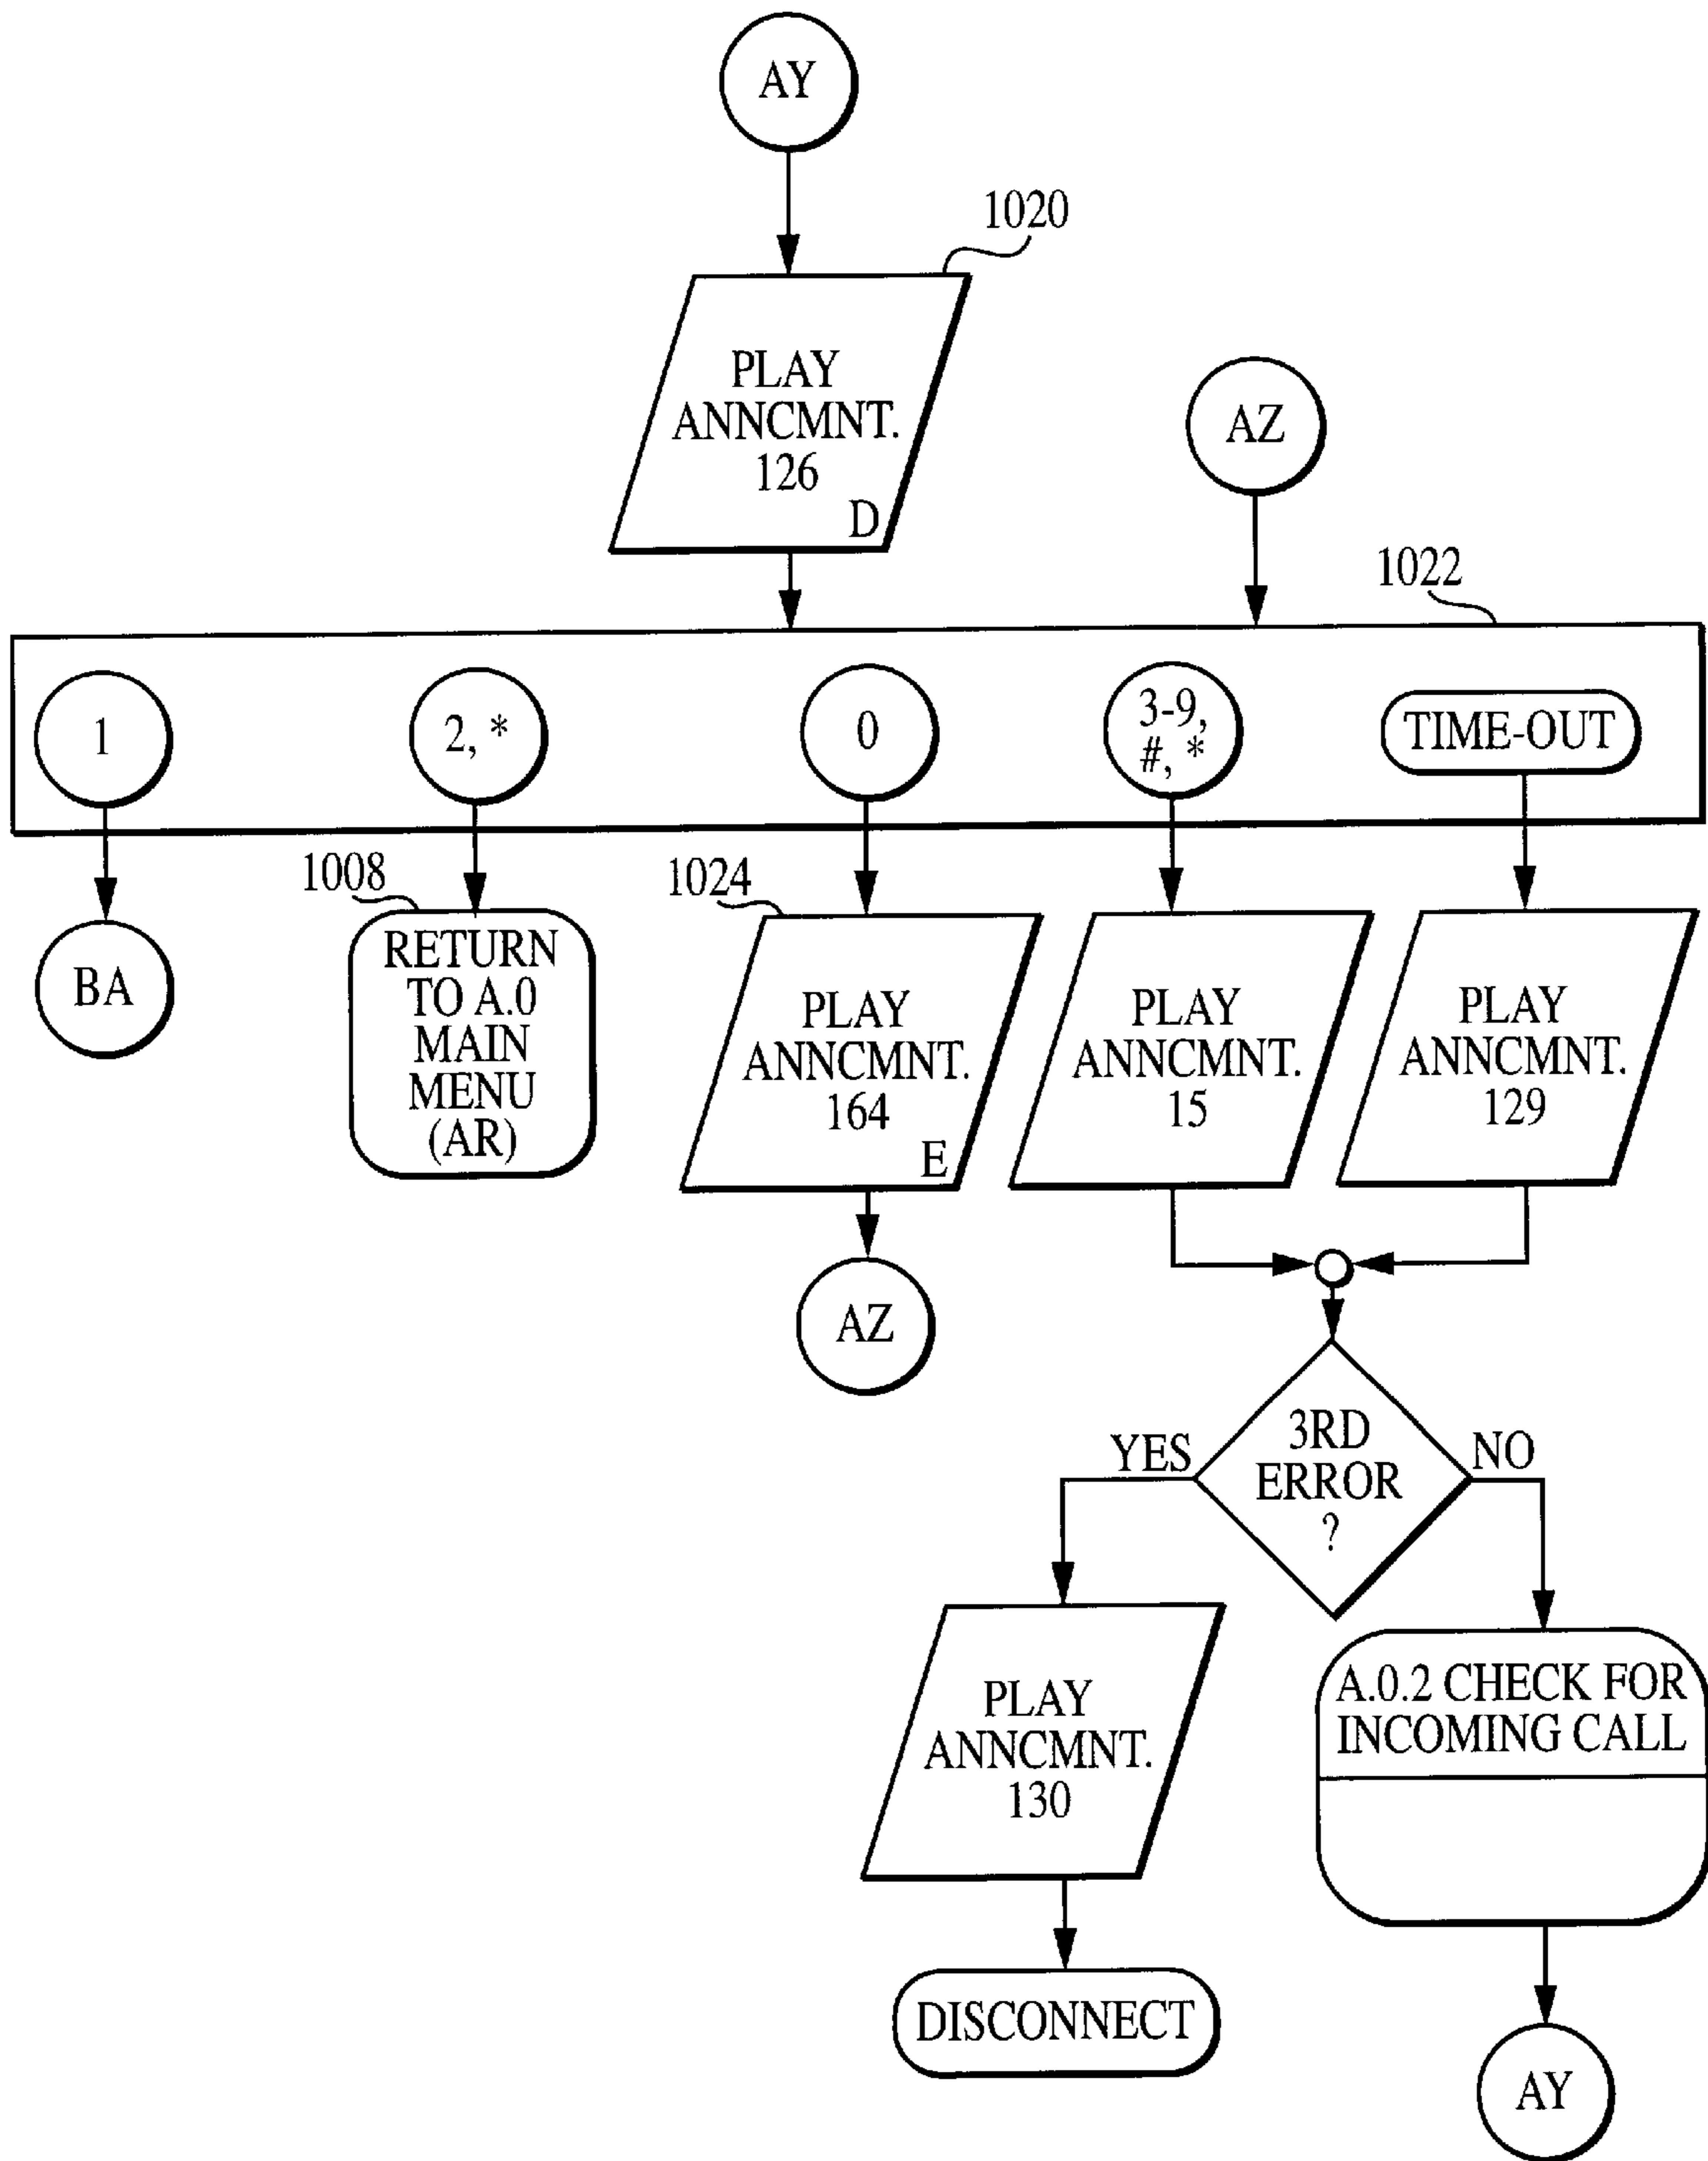 AY
1020
PLAY
ANNCMNT.
126
D
AZ
1022
1
2, *
0
3-9,
#, *
TIME-OUT
1008
1024
BA
RETURN
TO A.0
MAIN
MENU
(AR)
PLAY
ANNCMNT.
164
E
PLAY
ANNCMNT.
15
PLAY
ANNCMNT.
129
AZ
3RD
ERROR
?
YES
NO
PLAY
ANNCMNT.
130
A.0.2 CHECK FOR
INCOMING CALL
DISCONNECT
AY